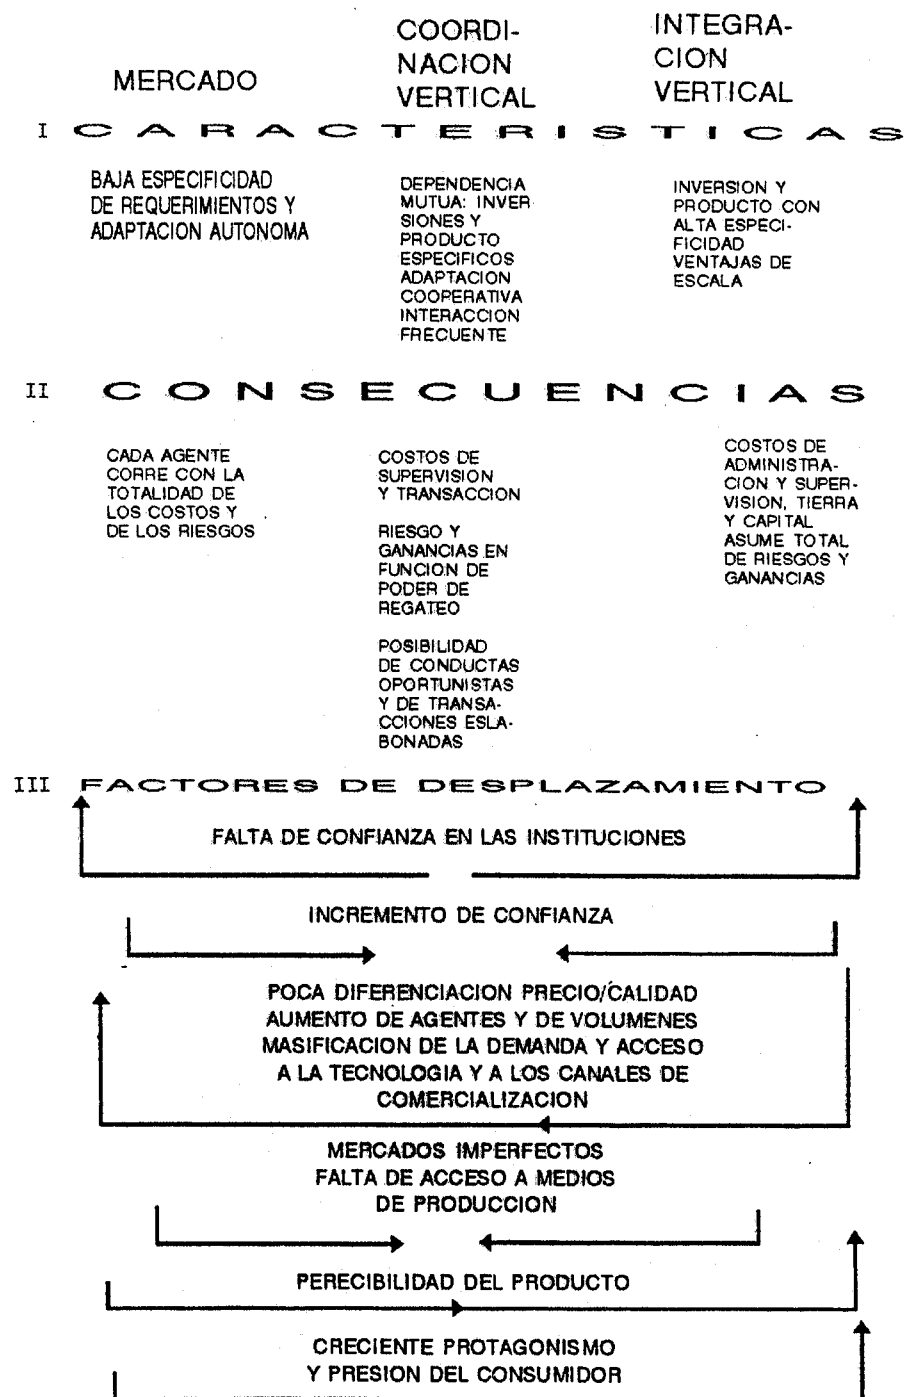 MERCADO
COORDI-
NACION
VERTICAL
INTEGRA-
CION
VERTICAL
I CARACTERISTICAS
BAJA ESPECIFICIDAD
DE REQUERIMIENTOS Y
ADAPTACION AUTONOMA
DEPENDENCIA
MUTUA: INVER
SIONES Y
PRODUCTO
ESPECIFICOS
ADAPTACION
COOPERATIVA
INTERACCION
FRECUENTE
INVERSION Y
PRODUCTO CON
ALTA ESPECI-
FICIDAD
VENTAJAS DE
ESCALA
II CONSECUENCIAS
CADA AGENTE
CORRE CON LA
TOTALIDAD DE
LOS COSTOS Y
DE LOS RIESGOS
COSTOS DE
SUPERVISION
Y TRANSACCION
RIESGO Y
GANANCIAS EN
FUNCION DE
PODER DE
REGATEO
POSIBILIDAD
DE CONDUCTAS
OPORTUNISTAS
Y DE TRANSA-
CCIONES ESLA-
BONADAS
COSTOS DE
ADMINISTRA-
CION Y SUPER-
VISION, TIERRA
Y CAPITAL
ASUME TOTAL
DE RIESGOS Y
GANANCIAS
III FACTORES DE DESPLAZAMIENTO
FALTA DE CONFIANZA EN LAS INSTITUCIONES
INCREMENTO DE CONFIANZA
POCA DIFERENCIACION PRECIO/CALIDAD
AUMENTO DE AGENTES Y DE VOLUMENES
MASIFICACION DE LA DEMANDA Y ACCESO
A LA TECNOLOGIA Y A LOS CANALES DE
COMERCIALIZACION
MERCADOS IMPERFECTOS
FALTA DE ACCESO A MEDIOS
DE PRODUCCION
PERECIBILIDAD DEL PRODUCTO
CRECIENTE PROTAGONISMO
Y PRESION DEL CONSUMIDOR